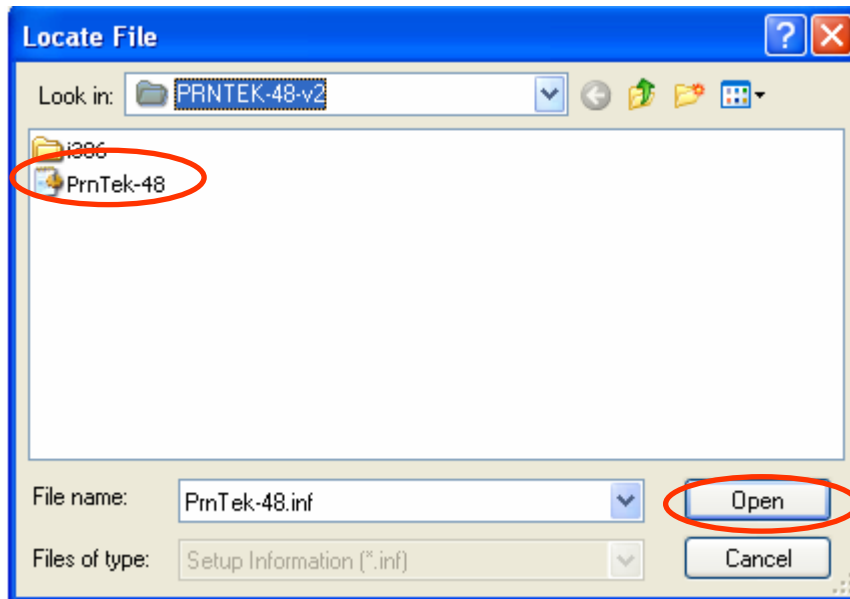 Locate File
Look in: PRNTEK-48-v2
i386
PrnTek-48
File name: PrnTek-48.inf Open
Files of type: Setup Information (*.inf) Cancel